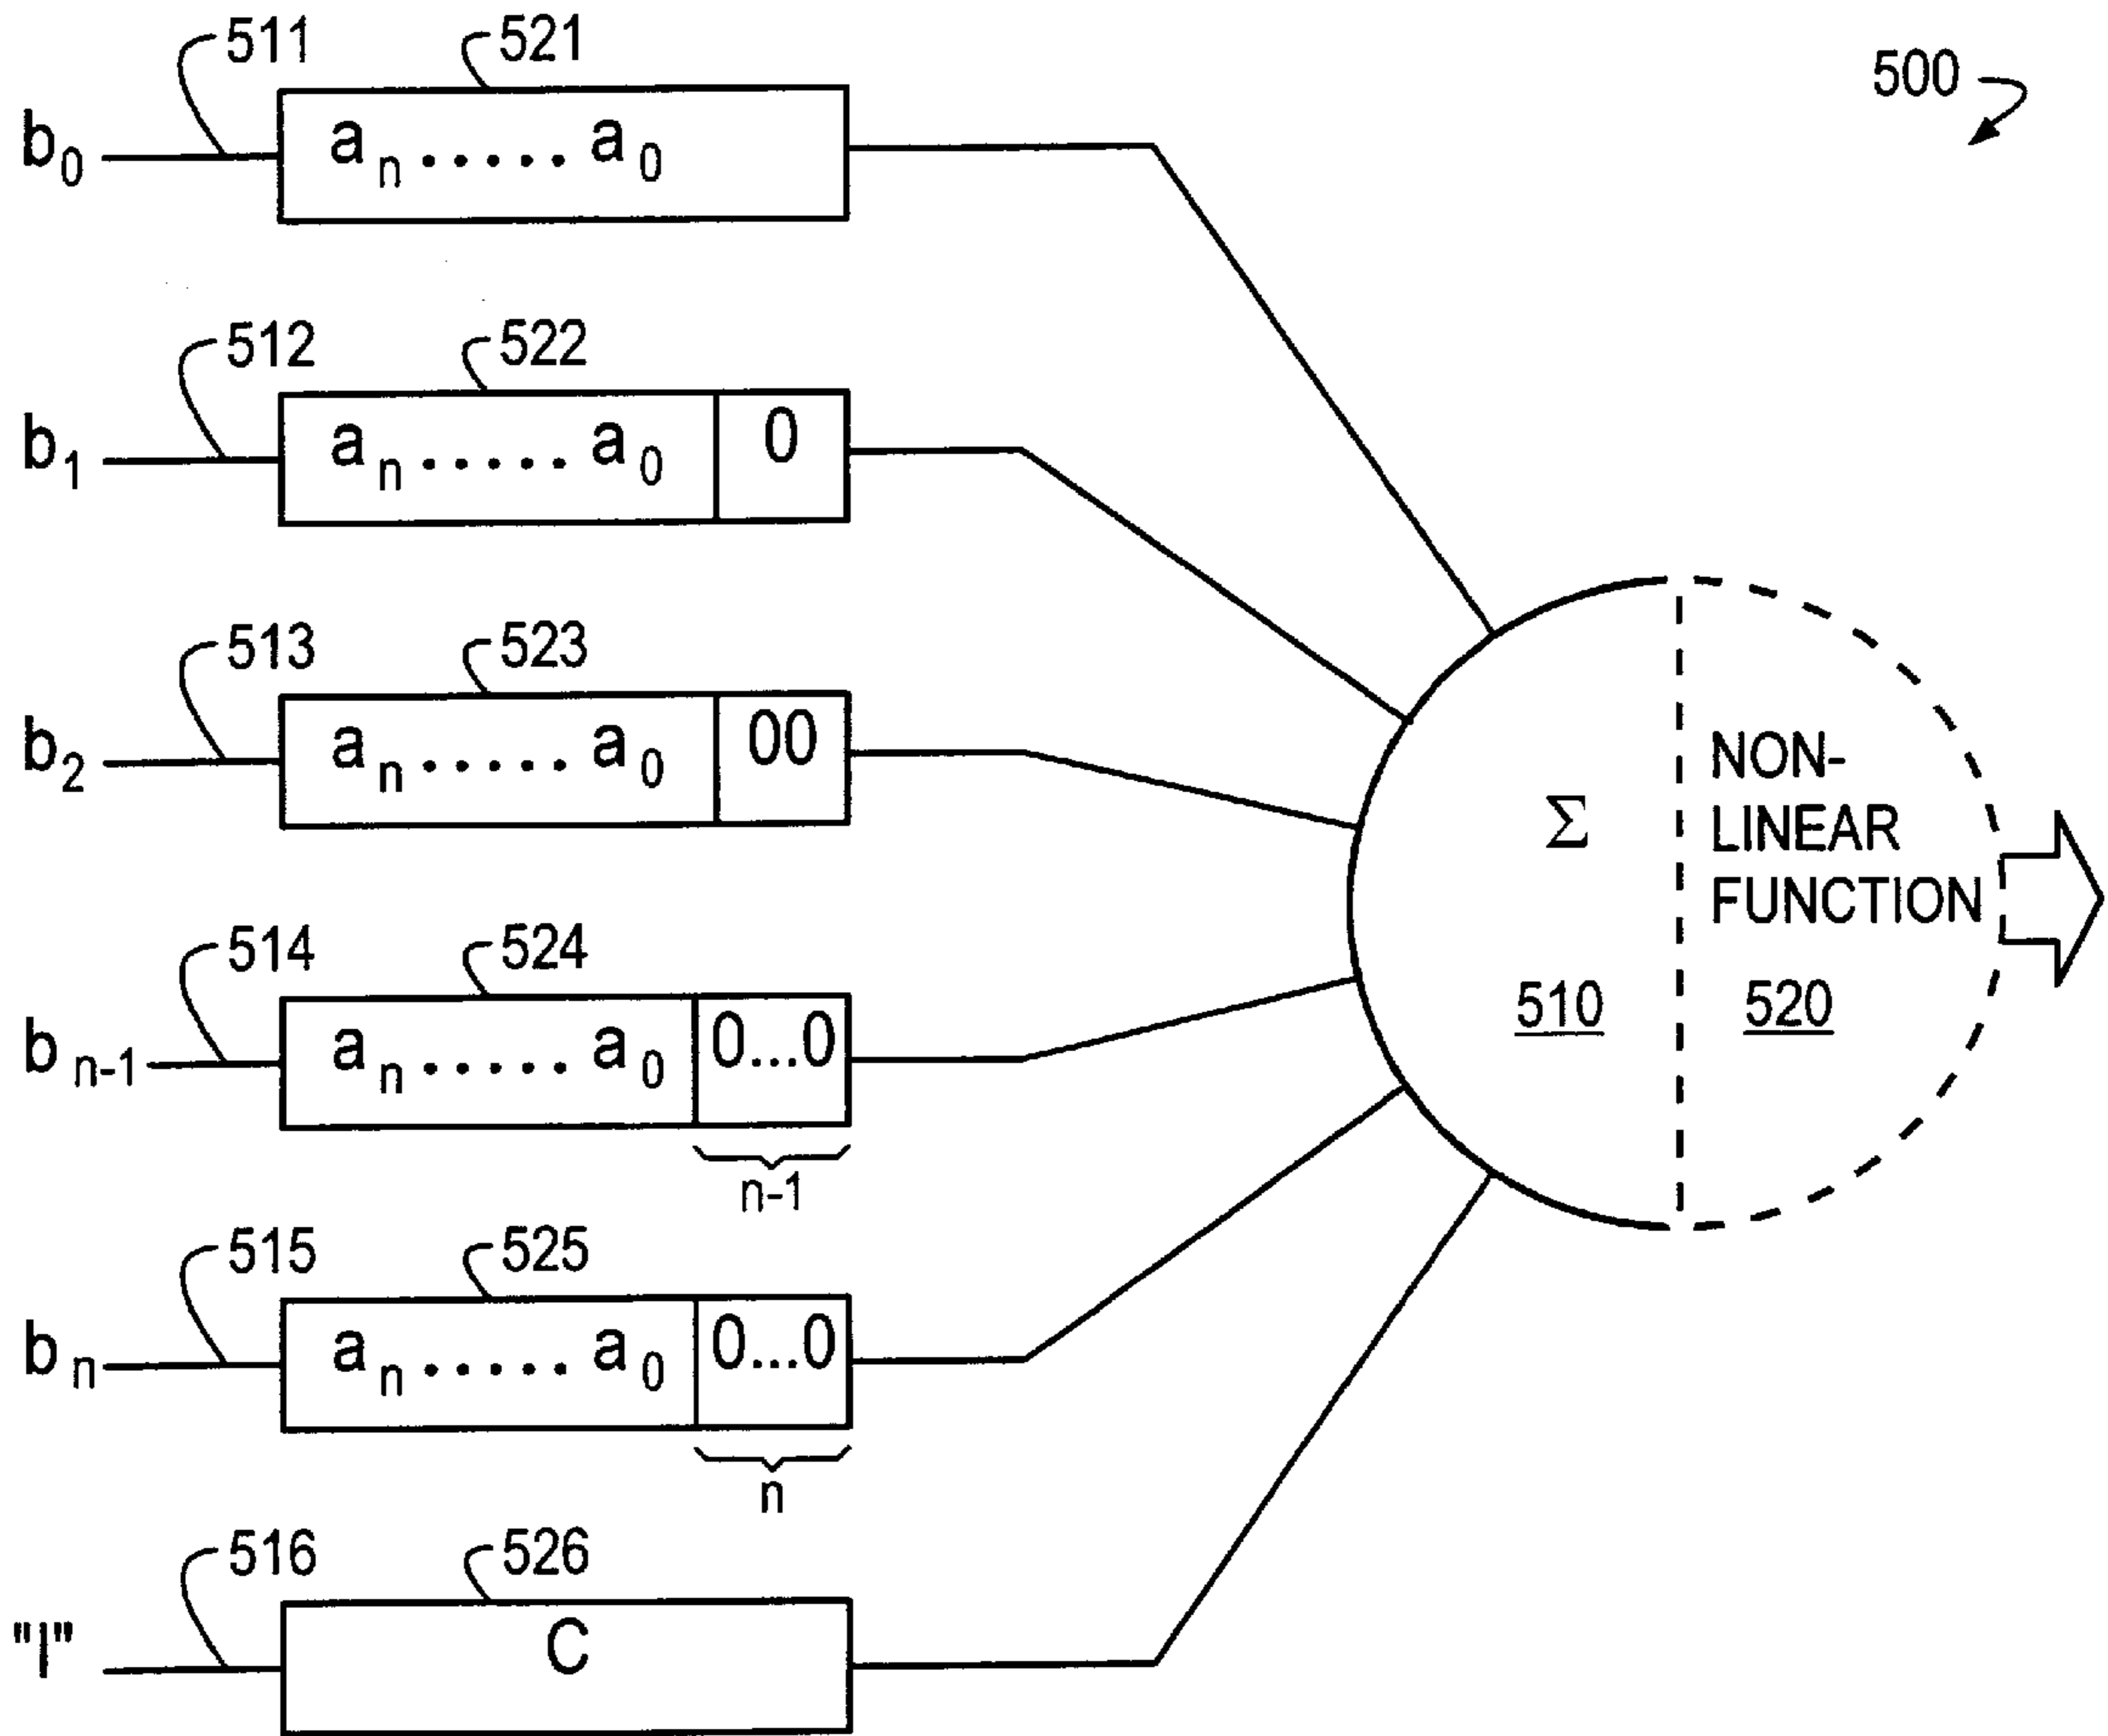 511 521 500
b0 an.....a0
512 522
b1 an.....a0 0
513 523
b2 an.....a0 00
Σ NON-
LINEAR
FUNCTION
510 520
514 524
bn-1 an.....a0 0...0
n-1
515 525
bn an.....a0 0...0
n
516 526
"I" C